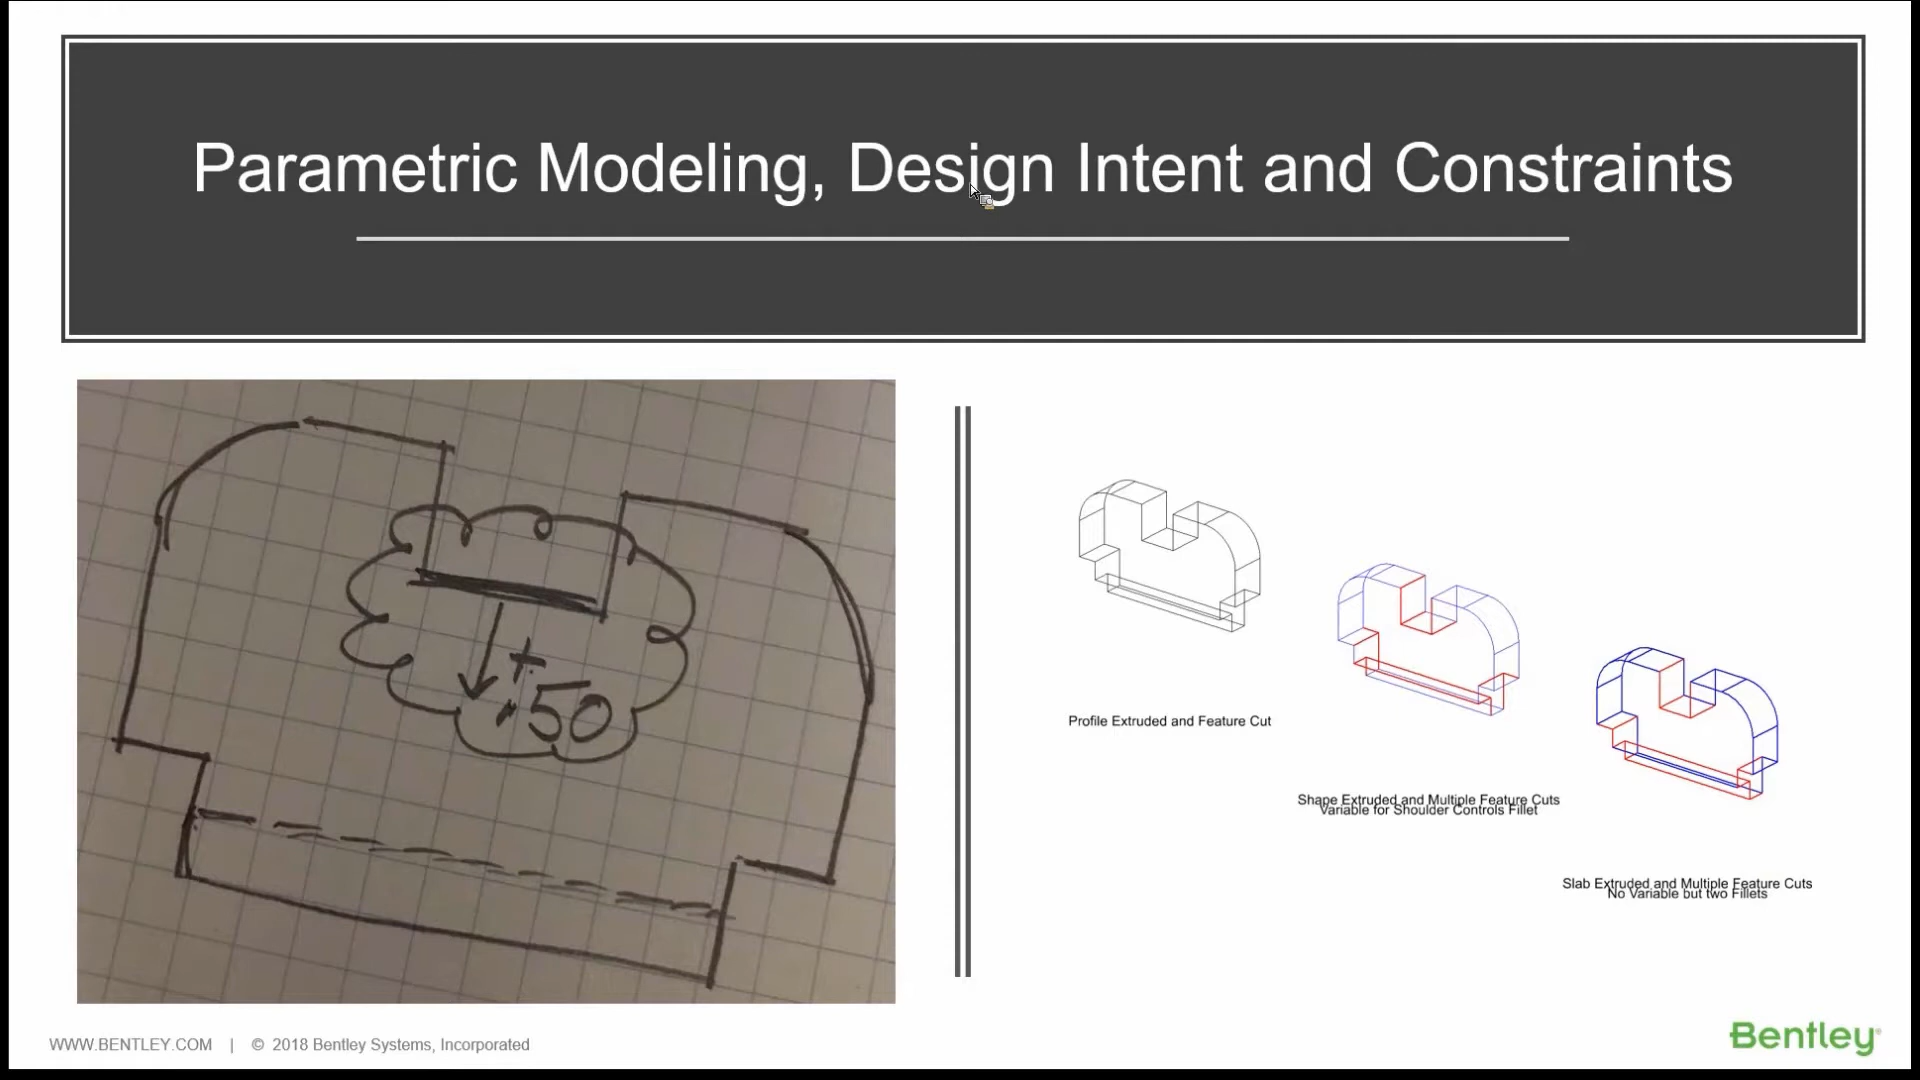 Parametric Modeling, Design Intent and Constraints
+.50
Profile Extruded and Feature Cut
Shape Extruded and Multiple Feature Cuts
Variable for Shoulder Controls Fillet
Slab Extruded and Multiple Feature Cuts
No Variable but two Fillets
WWW.BENTLEY.COM | © 2018 Bentley Systems, Incorporated
Bentley®